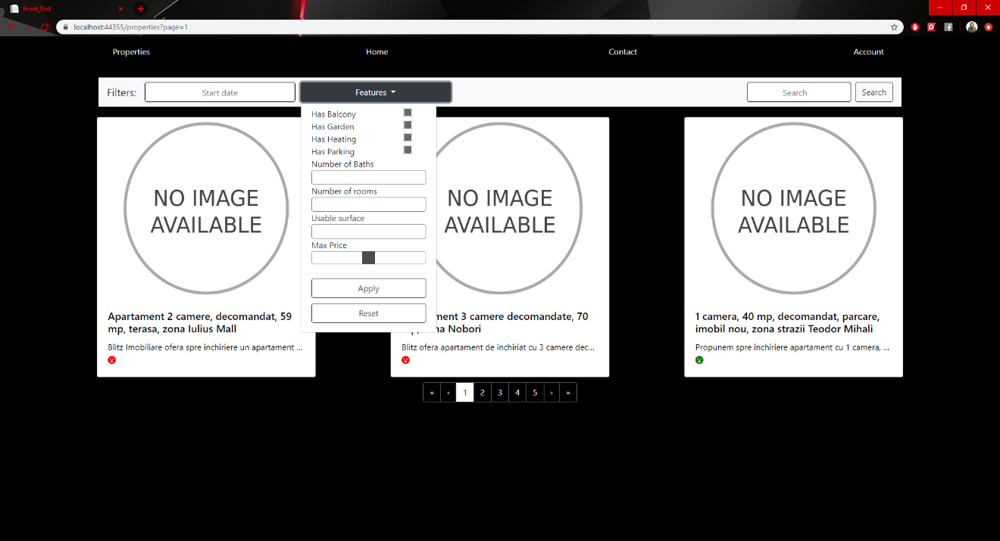 Front_End
localhost:44355/properties?page=1
Properties Home Contact Account
Filters: Start date Features Search Search
Has Balcony
Has Garden
Has Heating
Has Parking
Number of Baths
Number of rooms
Usable surface
Max Price
Apply
Reset
NO IMAGE
AVAILABLE
Apartament 2 camere, decomandat, 59
mp, terasa, zona Iulius Mall
Blitz Imobiliare ofera spre inchiriere un apartament ...
NO IMAGE
AVAILABLE
ment 3 camere decomandate, 70
Nobori
Blitz ofera apartament de inchiriat cu 3 camere dec...
NO IMAGE
AVAILABLE
1 camera, 40 mp, decomandat, parcare,
imobil nou, zona strazii Teodor Mihali
Propunem spre inchiriere apartament cu 1 camera, ...
« ‹ 1 2 3 4 5 › »